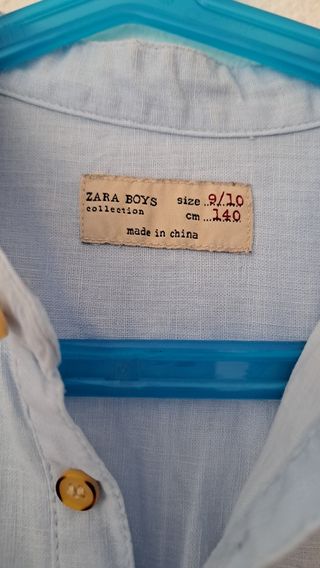 ZARA BOYS size 9/10
collection cm 140
made in china